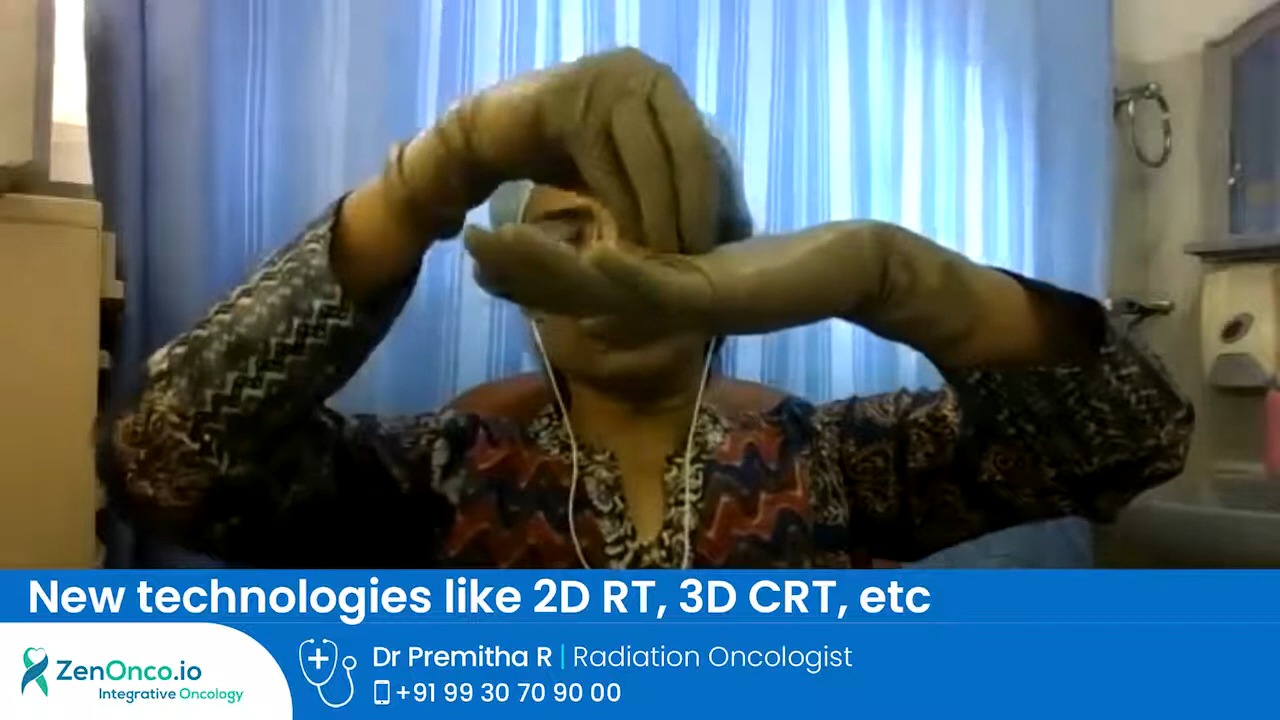 New technologies like 2D RT, 3D CRT, etc
ZenOnco.io
Integrative Oncology
Dr Premitha R | Radiation Oncologist
+91 99 30 70 90 00